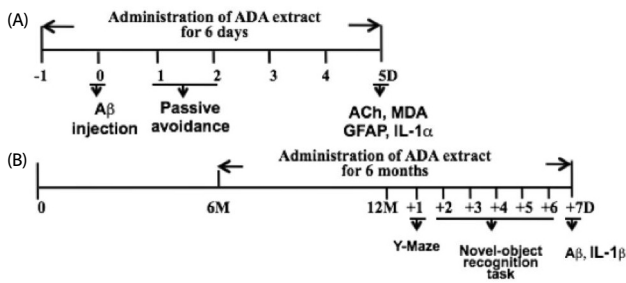 (A)
Administration of ADA extract
for 6 days
-1 0 1 2 3 4 5D
Aβ
injection
Passive
avoidance
ACh, MDA
GFAP, IL-1α
(B)
Administration of ADA extract
for 6 months
0 6M 12M +1 +2 +3 +4 +5 +6 +7D
Y-Maze
Novel-object
recognition
task
Aβ, IL-1β